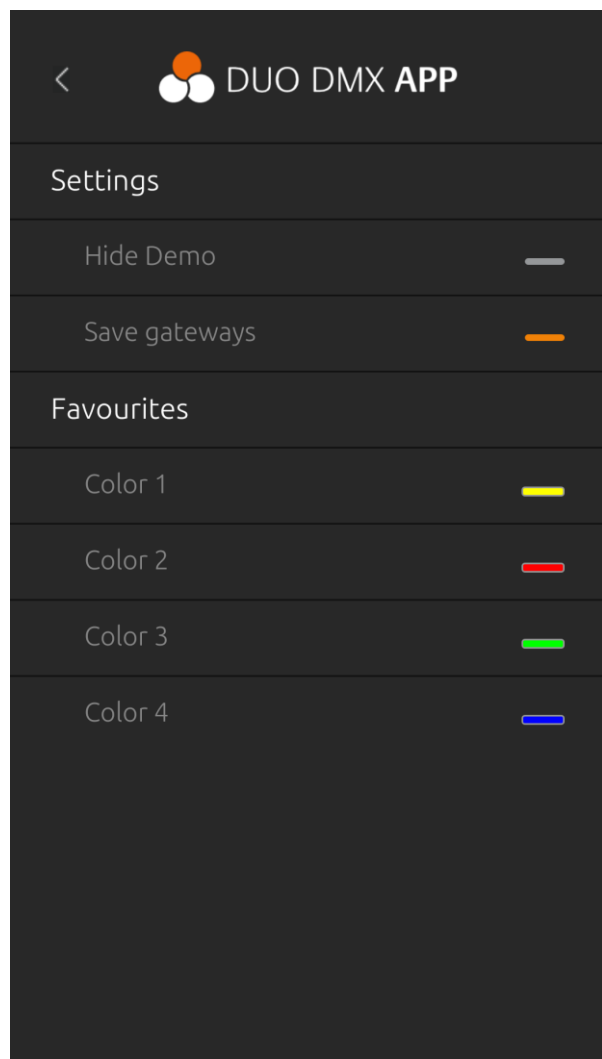 DUO DMX APP
Settings
Hide Demo
Save gateways
Favourites
Color 1
Color 2
Color 3
Color 4